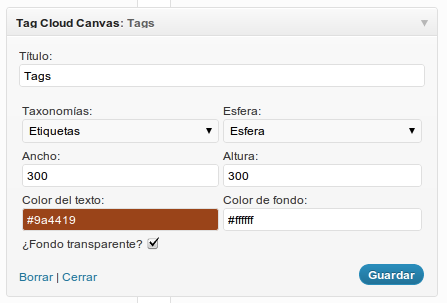 Tag Cloud Canvas: Tags
Título:
Tags
Taxonomías: Esfera:
Etiquetas Esfera
Ancho: Altura:
300 300
Color del texto: Color de fondo:
#9a4419 #ffffff
¿Fondo transparente?
Borrar | Cerrar Guardar